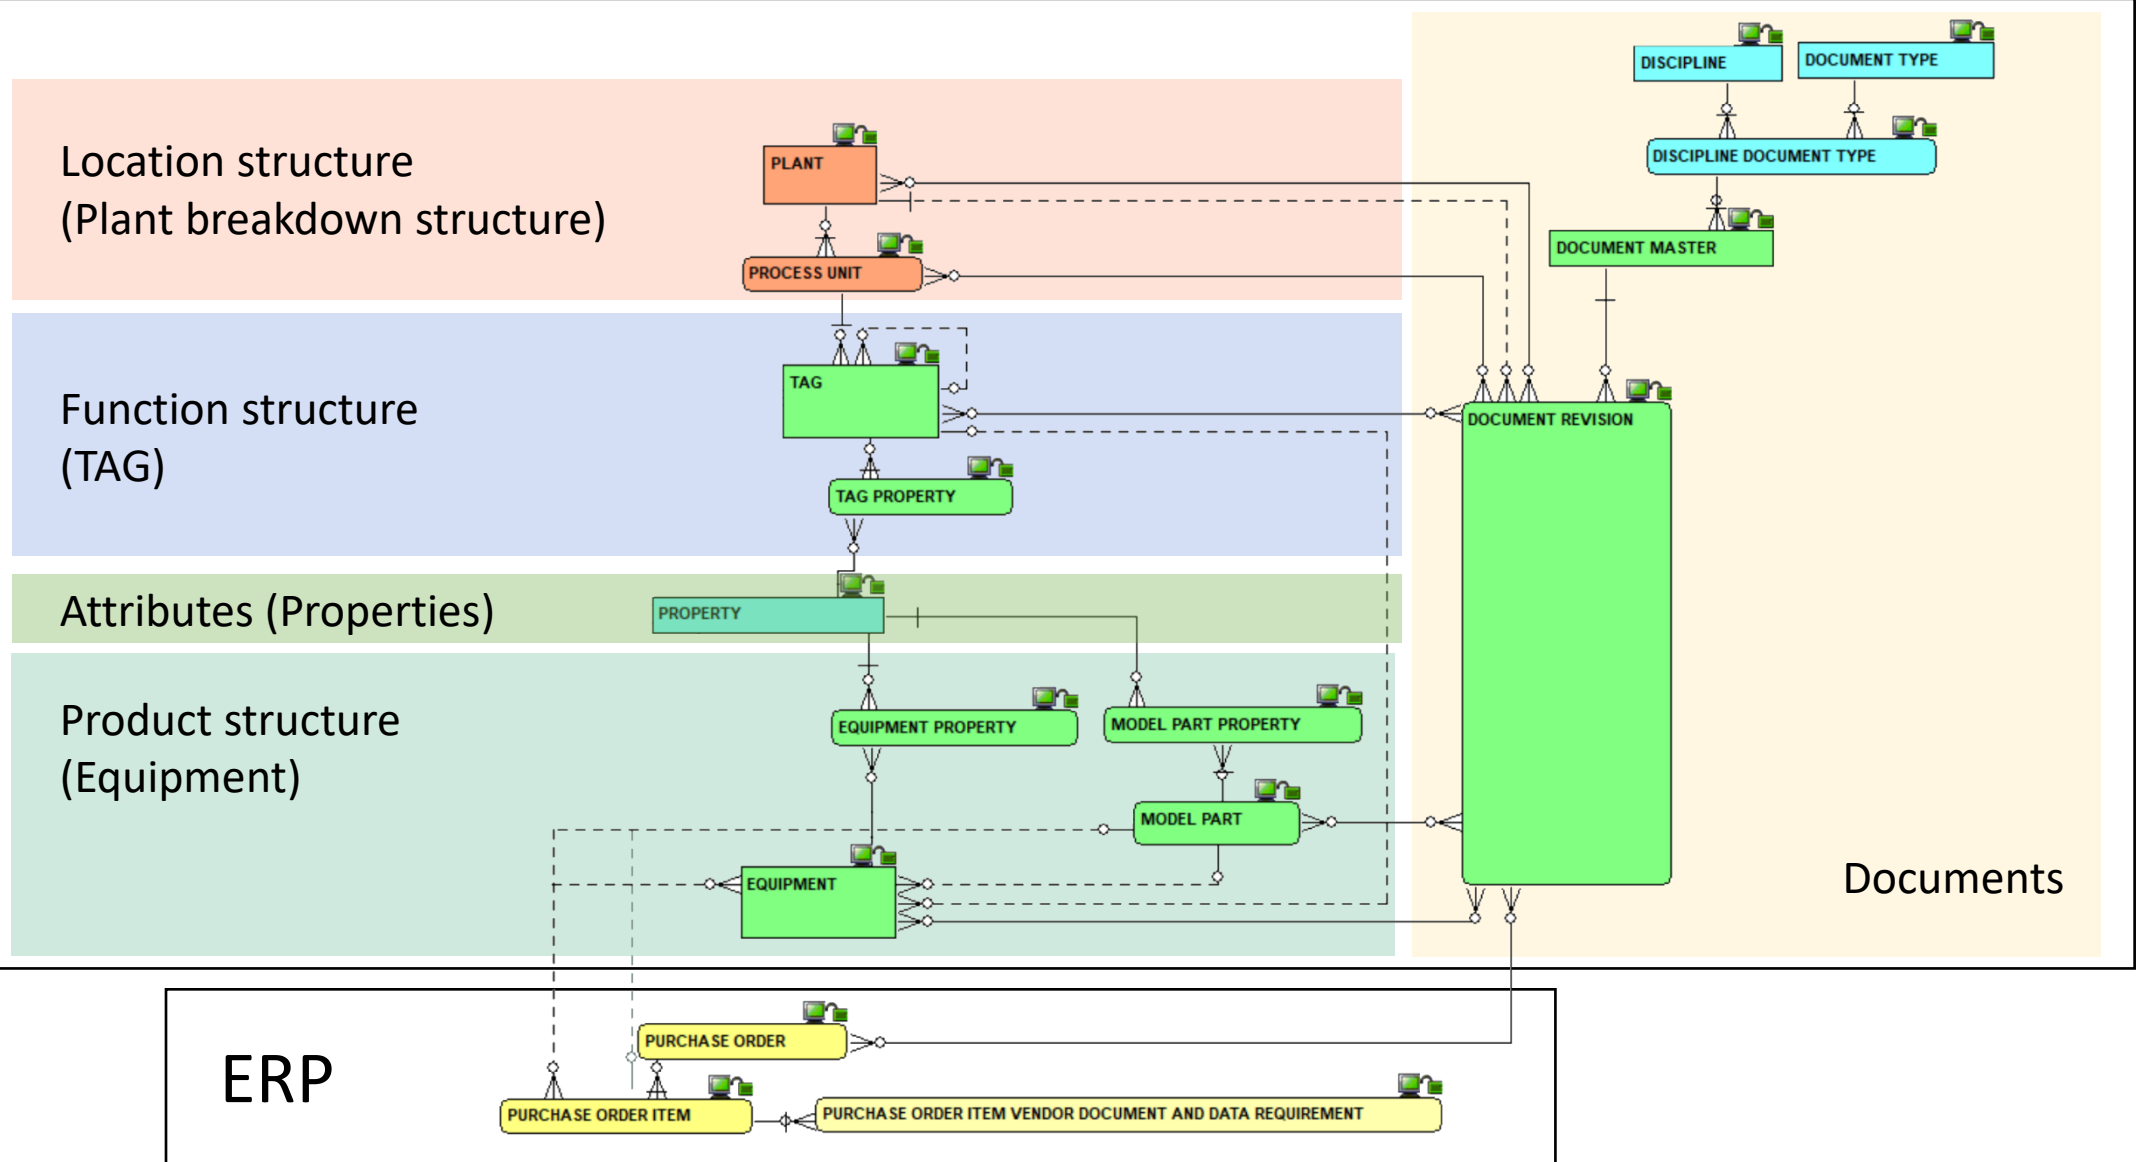 DISCIPLINE
DOCUMENT TYPE
DISCIPLINE DOCUMENT TYPE
DOCUMENT MASTER
Location structure
(Plant breakdown structure)
PLANT
PROCESS UNIT
Function structure
(TAG)
TAG
TAG PROPERTY
DOCUMENT REVISION
Attributes (Properties)
PROPERTY
Product structure
(Equipment)
EQUIPMENT PROPERTY
MODEL PART PROPERTY
MODEL PART
EQUIPMENT
Documents
ERP
PURCHASE ORDER
PURCHASE ORDER ITEM
PURCHASE ORDER ITEM VENDOR DOCUMENT AND DATA REQUIREMENT